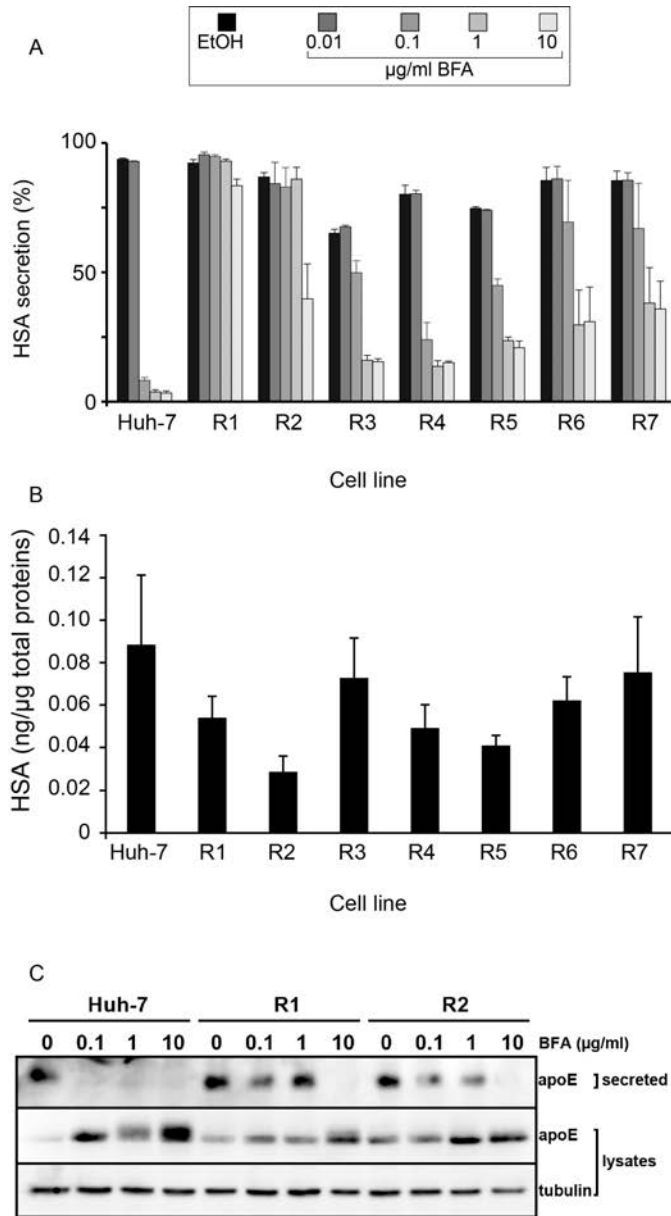 A
EtOH 0.01 0.1 1 10
µg/ml BFA
HSA secretion (%)
100
50
0
Huh-7 R1 R2 R3 R4 R5 R6 R7
Cell line
B
HSA (ng/µg total proteins)
0.14
0.12
0.10
0.08
0.06
0.04
0.02
0
Huh-7 R1 R2 R3 R4 R5 R6 R7
Cell line
C
Huh-7 R1 R2
0 0.1 1 10 0 0.1 1 10 0 0.1 1 10 BFA (µg/ml)
apoE ] secreted
apoE
lysates
tubulin